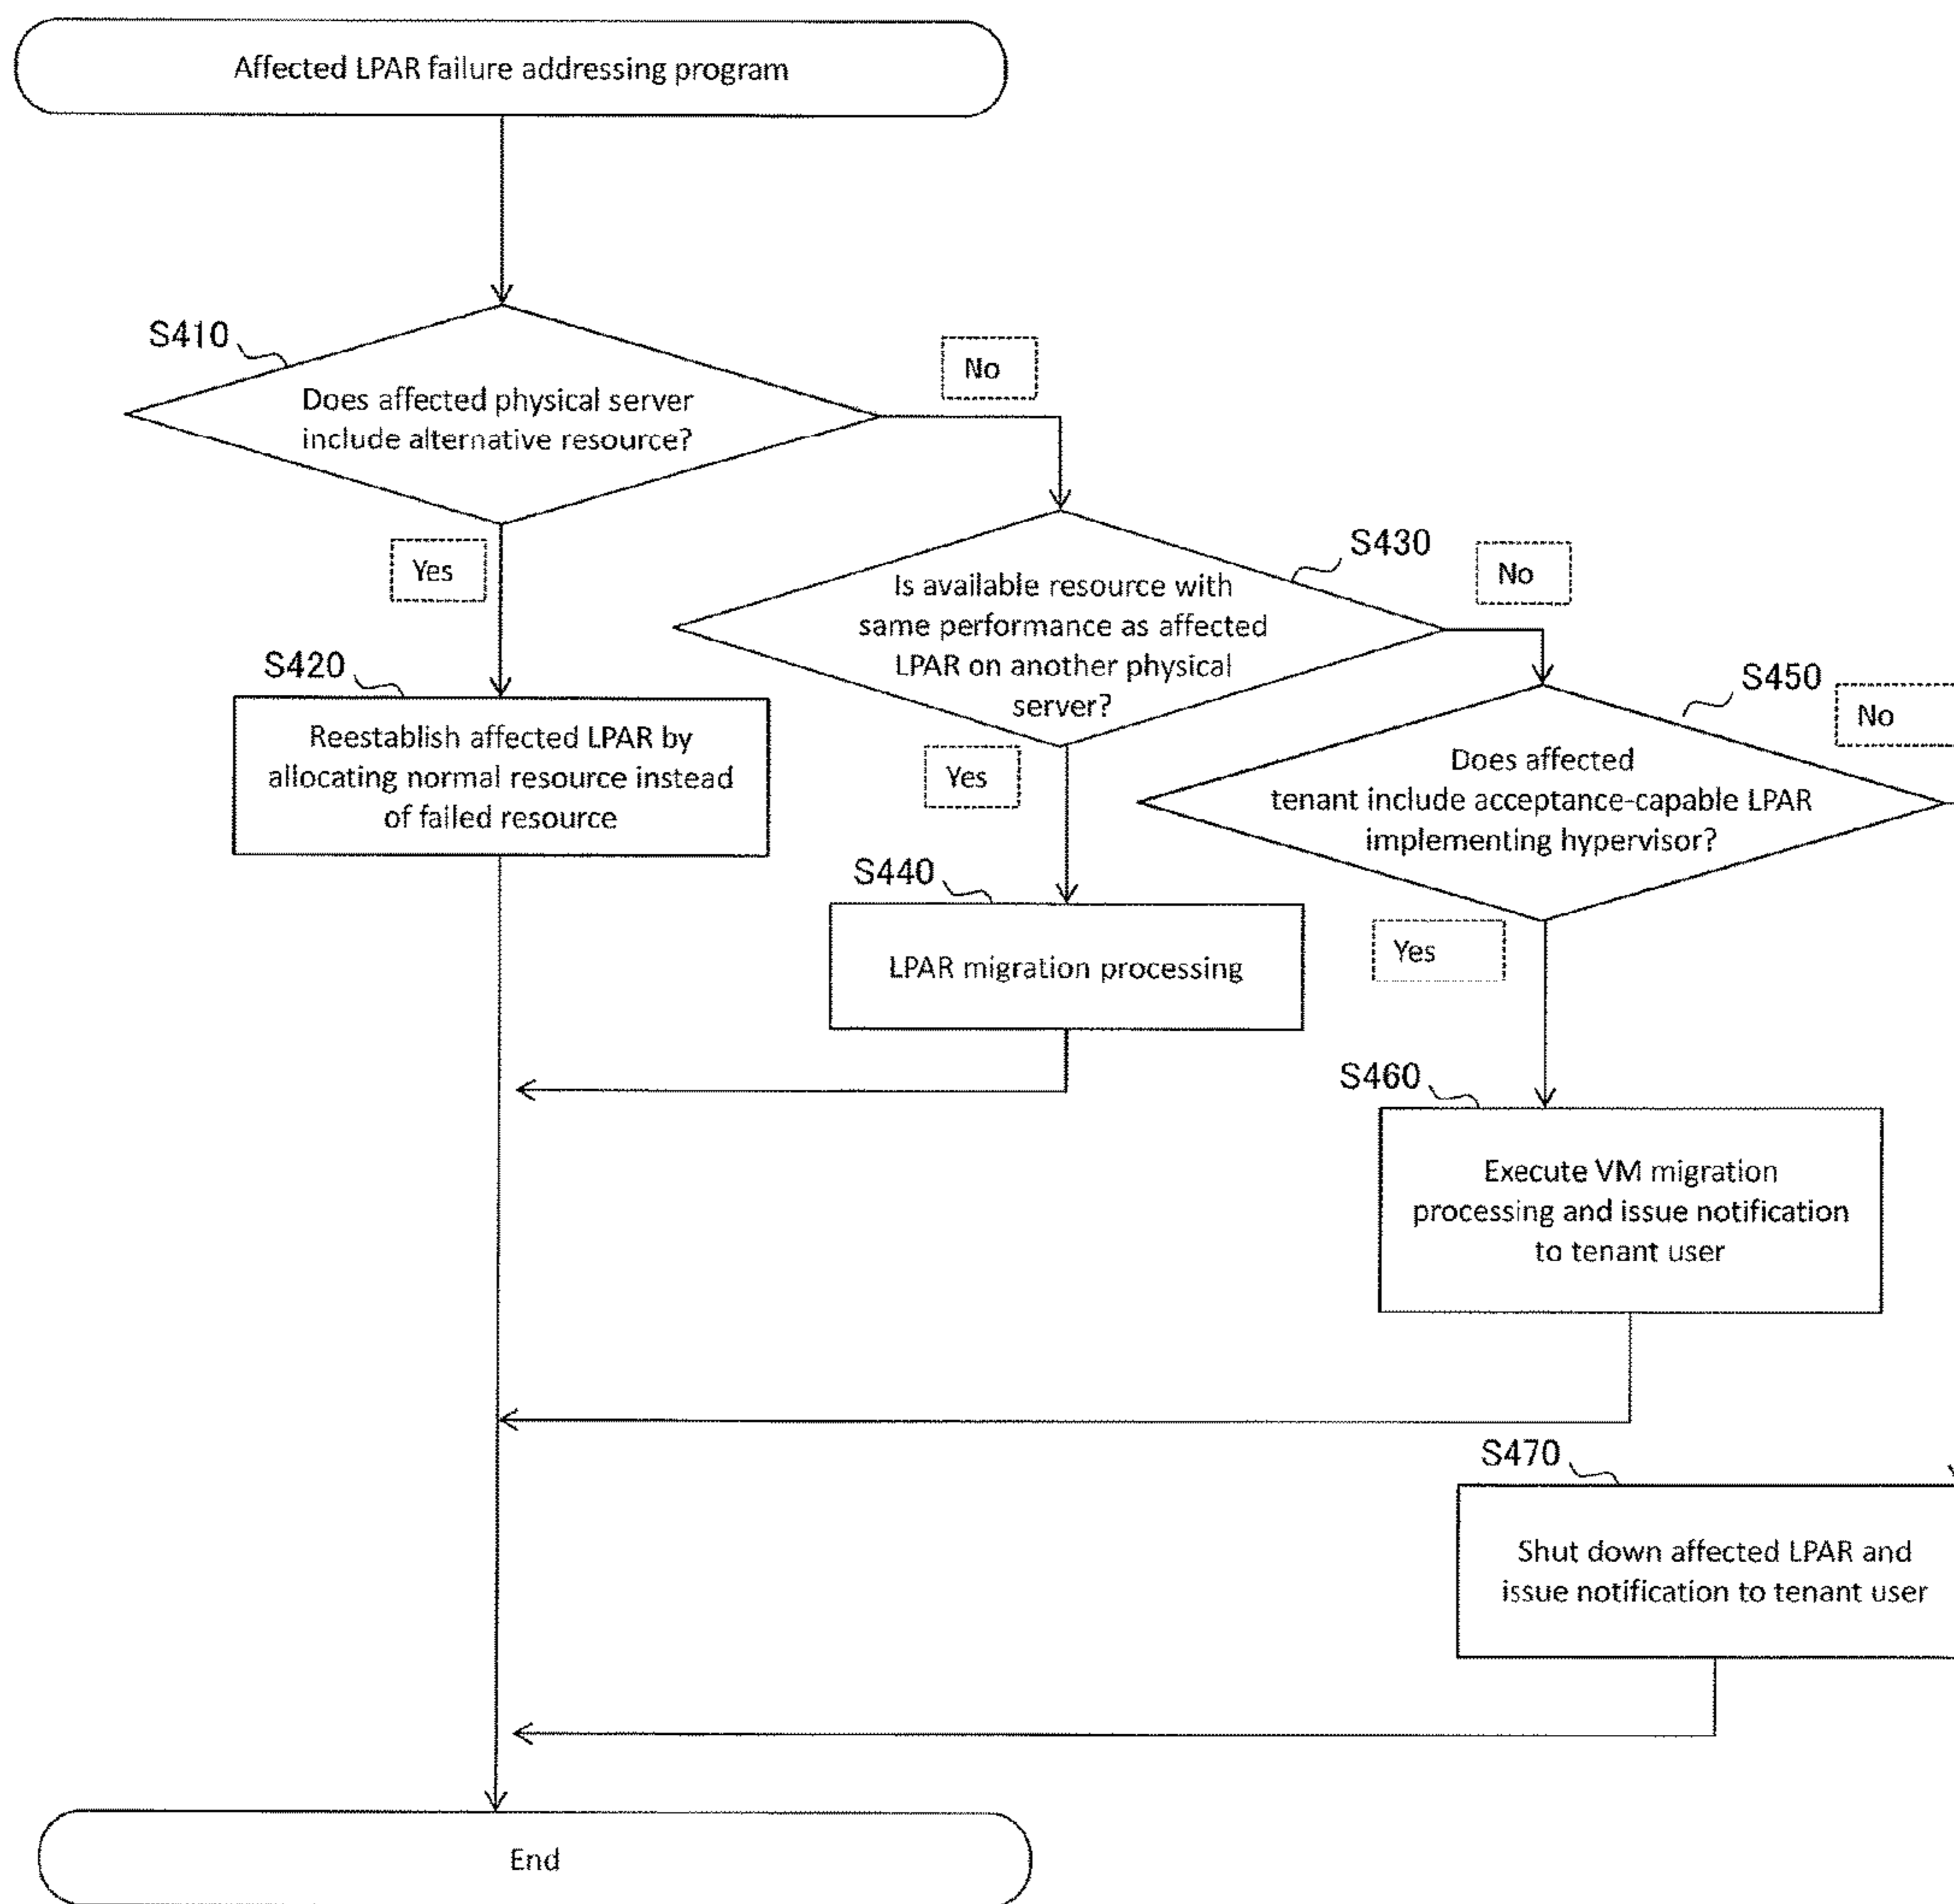 Affected LPAR failure addressing program
S410
Does affected physical server
include alternative resource?
No
Yes
S430
Is available resource with
same performance as affected
LPAR on another physical
server?
No
Yes
S420
Reestablish affected LPAR by
allocating normal resource instead
of failed resource
S450
Does affected
tenant include acceptance-capable LPAR
implementing hypervisor?
No
Yes
S440
LPAR migration processing
S460
Execute VM migration
processing and issue notification
to tenant user
S470
Shut down affected LPAR and
issue notification to tenant user
End